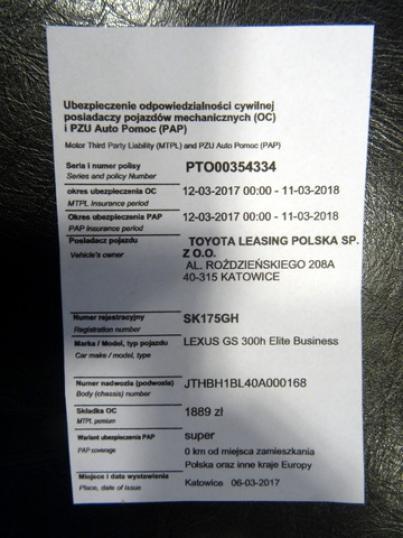 Ubezpieczenie odpowiedzialności cywilnej
posiadaczy pojazdów mechanicznych (OC)
i PZU Auto Pomoc (PAP)
Motor Third Party Liability (MTPL) and PZU Auto Pomoc (PAP)
Seria i numer polisy PTO00354334
Series and policy Number
okres ubezpieczenia OC 12-03-2017 00:00 - 11-03-2018
MTPL Insurance period
Okres ubezpieczenia PAP 12-03-2017 00:00 - 11-03-2018
PAP Insurance period
Posiadacz pojazdu TOYOTA LEASING POLSKA SP.
Vehicle's owner Z O.O.
AL. ROŹDZIEŃSKIEGO 208A
40-315 KATOWICE
Numer rejestracyjny SK175GH
Registration number
Marka / Model, typ pojazdu LEXUS GS 300h Elite Business
Car make / model, type
Numer nadwozia (podwozia) JTHBH1BL40A000168
Body (chassis) number
Składka OC 1889 zł
MTPL premium
Wariant ubezpieczenia PAP super
PAP coverage 0 km od miejsca zamieszkania
Polska oraz inne kraje Europy
Miejsce i data wystawienia Katowice 06-03-2017
Place, date of issue